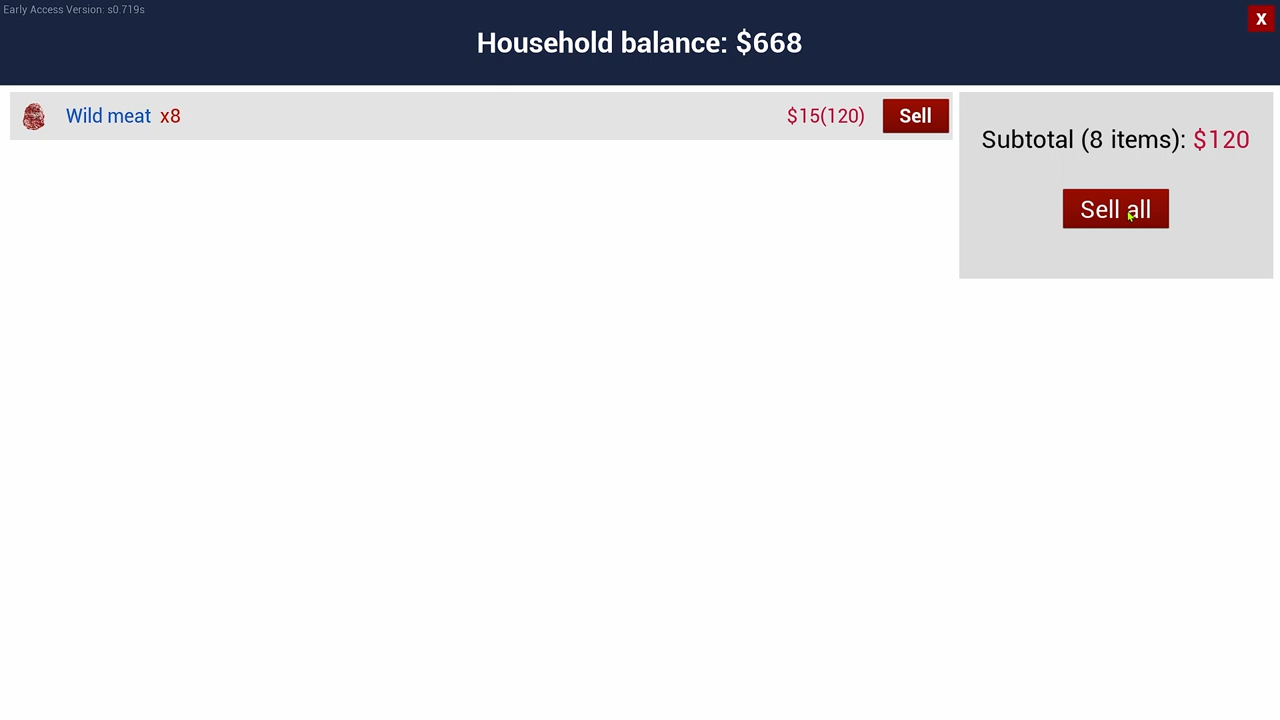 Early Access Version: s0.719s
X
Household balance: $668
Wild meat x8 $15(120) Sell
Subtotal (8 items): $120
Sell all